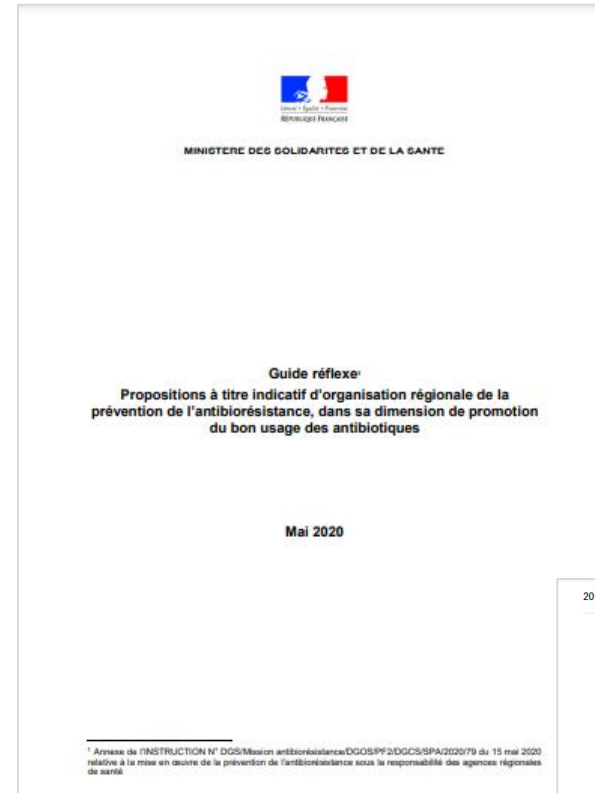 Liberté • Égalité • Fraternité
RÉPUBLIQUE FRANÇAISE
MINISTERE DES SOLIDARITES ET DE LA SANTE
Guide réflexe¹
Propositions à titre indicatif d'organisation régionale de la
prévention de l'antibiorésistance, dans sa dimension de promotion
du bon usage des antibiotiques
Mai 2020
20
¹ Annexe de l'INSTRUCTION N° DGS/Mission antibiorésistance/DGOS/PF2/DGCS/SPA/2020/79 du 15 mai 2020
relative à la mise en œuvre de la prévention de l'antibiorésistance sous la responsabilité des agences régionales
de santé